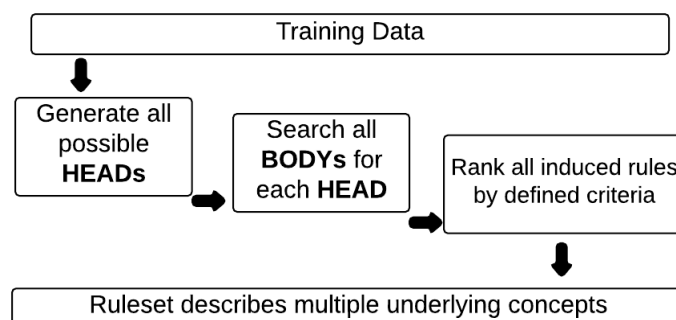 Training Data
Generate all
possible
HEADs
Search all
BODYs for
each HEAD
Rank all induced rules
by defined criteria
Ruleset describes multiple underlying concepts